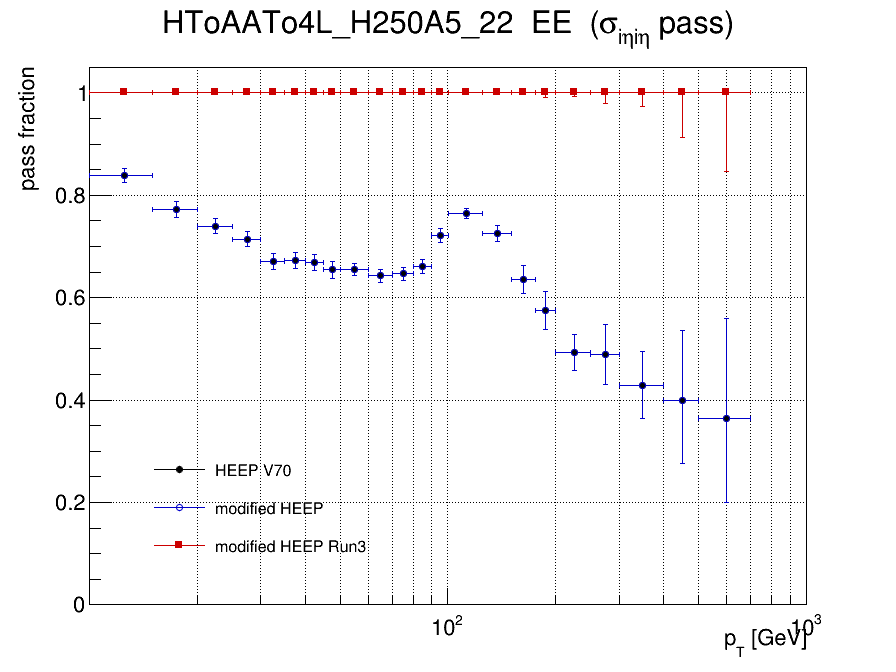 HToAATo4L_H250A5_22 EE (σiηiη pass)
pass fraction
1
0.8
0.6
0.4
0.2
0
HEEP V70
modified HEEP
modified HEEP Run3
10²
10³
pT [GeV]